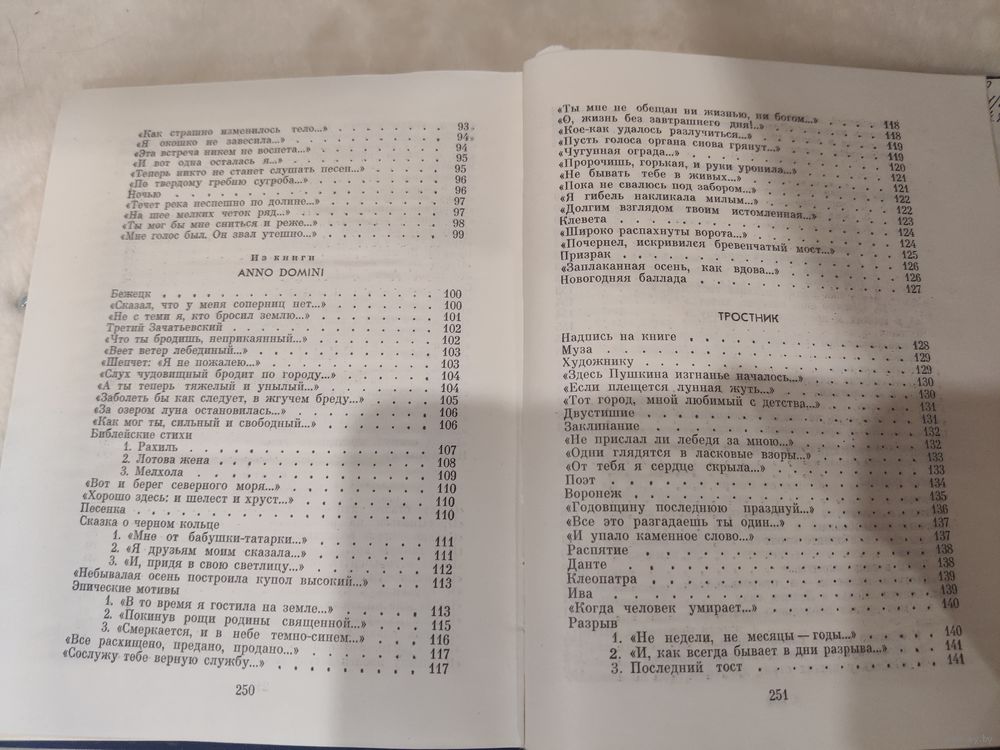 «Как страшно изменилось тело...» . . . . . . . . 93
«Я окошко не завесила...» . . . . . . . . 94
«Эта встреча никем не воспета...» . . . . . . . . 94
«И вот одна осталась я...» . . . . . . . . 95
«Теперь никто не станет слушать песен...» . . . . . . 95
«По твердому гребню сугроба...» . . . . . . . . 96
Ночью . . . . . . . . 96
«Течет река неспешно по долине...» . . . . . . . . 97
«На шее мелких четок ряд...» . . . . . . . . 97
«Ты мог бы мне сниться и реже...» . . . . . . . . 98
«Мне голос был. Он звал утешно...» . . . . . . . . 99
Из книги
ANNO DOMINI
Бежецк . . . . . . . . 100
«Сказал, что у меня соперниц нет...» . . . . . . . . 100
«Не с теми я, кто бросил землю...» . . . . . . . . 101
Третий Зачатьевский . . . . . . . . 102
«Что ты бродишь, неприкаянный...» . . . . . . . . 102
«Веет ветер лебединый...» . . . . . . . . 103
«Шепчет: «Я не пожалею...» . . . . . . . . 103
«Слух чудовищный бродит по городу...» . . . . . . . . 104
«А ты теперь тяжелый и унылый...» . . . . . . . . 104
«Заболеть бы как следует, в жгучем бреду...» . . . . . 105
«За озером луна остановилась...» . . . . . . . . 106
«Как мог ты, сильный и свободный...» . . . . . . . . 106
Библейские стихи
1. Рахиль . . . . . . . . 107
2. Лотова жена . . . . . . . . 108
3. Мелхола . . . . . . . . 109
«Вот и берег северного моря...» . . . . . . . . 110
«Хорошо здесь: и шелест и хруст...» . . . . . . . . 110
Песенка . . . . . . . . 110
Сказка о черном кольце
1. «Мне от бабушки-татарки...» . . . . . . . . 111
2. «Я друзьям моим сказала...» . . . . . . . . 111
3. «И, придя в свою светлицу...» . . . . . . . . 112
«Небывалая осень построила купол высокий...» . . . . 113
Эпические мотивы
1. «В то время я гостила на земле...» . . . . . 113
2. «Покинув рощи родины священной...» . . . . 115
3. «Смеркается, и в небе темно-синем...» . . . . 116
«Все расхищено, предано, продано...» . . . . . . . . 117
«Сослужу тебе верную службу...» . . . . . . . . 117
250
«Ты мне не обещан ни жизнью, ни богом...» . . . . 118
«О, жизнь без завтрашнего дня!..» . . . . . . . . 118
«Кое-как удалось разлучиться...» . . . . . . . . 119
«Пусть голоса органа снова грянут...» . . . . . . . . 119
«Чугунная ограда...» . . . . . . . . 120
«Пророчишь, горькая, и руки уронила...» . . . . . . 121
«Не бывать тебе в живых...» . . . . . . . . 121
«Пока не свалюсь под забором...» . . . . . . . . 122
«Я гибель накликала милым...» . . . . . . . . 122
«Долгим взглядом твоим истомленная...» . . . . . . 123
Клевета . . . . . . . . 124
«Широко распахнуты ворота...» . . . . . . . . 124
«Почернел, искривился бревенчатый мост...» . . . . 125
Призрак . . . . . . . . 126
«Заплаканная осень, как вдова...» . . . . . . . . 126
Новогодняя баллада . . . . . . . . 127
ТРОСТНИК
Надпись на книге . . . . . . . . 128
Муза . . . . . . . . 129
Художнику . . . . . . . . 129
«Здесь Пушкина изгнанье началось...» . . . . . . . . 130
«Если плещется лунная жуть...» . . . . . . . . 130
«Тот город, мной любимый с детства...» . . . . . . 131
Двустишие . . . . . . . . 131
Заклинание . . . . . . . . 132
«Не прислал ли лебедя за мною...» . . . . . . . . 132
«Одни глядятся в ласковые взоры...» . . . . . . . . 133
«От тебя я сердце скрыла...» . . . . . . . . 133
Поэт . . . . . . . . 134
Воронеж . . . . . . . . 135
«Годовщину последнюю празднуй...» . . . . . . . . 136
«Все это разгадаешь ты один...» . . . . . . . . 137
«И упало каменное слово...» . . . . . . . . 137
Распятие . . . . . . . . 138
Данте . . . . . . . . 138
Клеопатра . . . . . . . . 139
Ива . . . . . . . . 139
«Когда человек умирает...» . . . . . . . . 140
Разрыв
1. «Не недели, не месяцы — годы...» . . . . . . 140
2. «И, как всегда бывает в дни разрыва...» . . . . 141
3. Последний тост . . . . . . . . 141
251